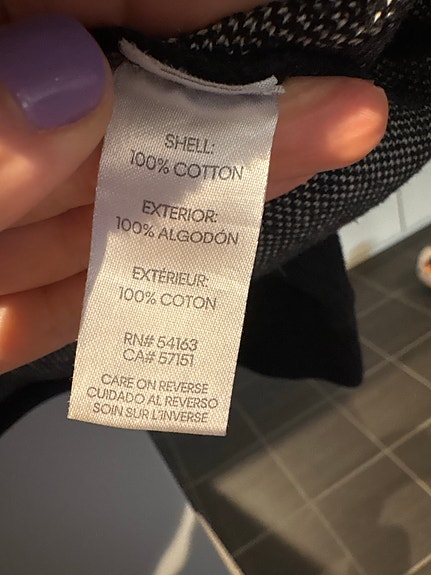 SHELL:
100% COTTON
EXTERIOR:
100% ALGODÓN
EXTÉRIEUR:
100% COTON
RN# 54163
CA# 57151
CARE ON REVERSE
CUIDADO AL REVERSO
SOIN SUR L'INVERSE